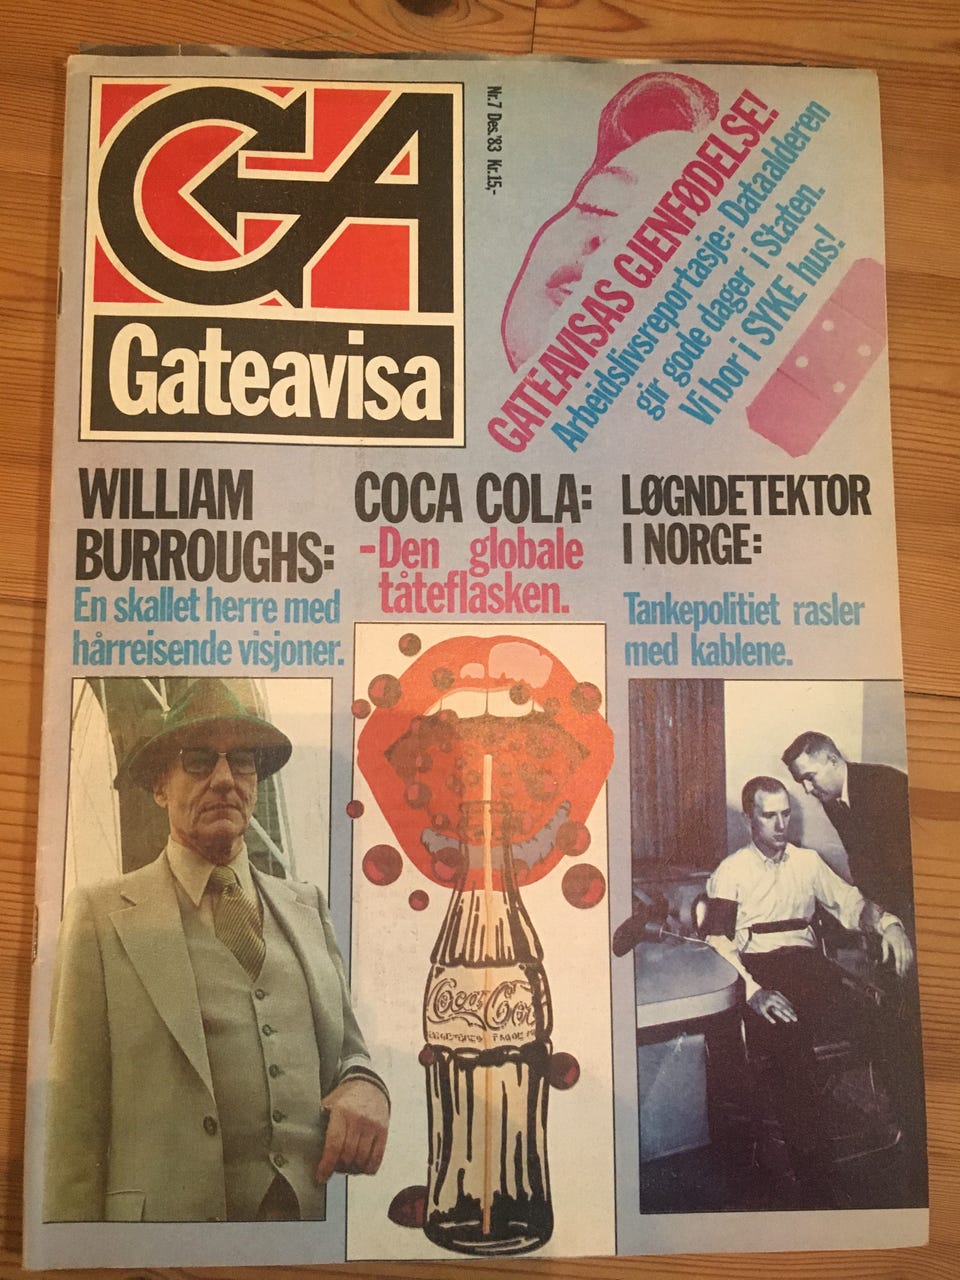 GA
Gateavisa
Nr. 7 Des. '83 Kr. 15,-
GATEAVISAS GJENFØDELSE!
Arbeidslivsreportasje: Dataalderen
gir gode dager i Staten.
Vi bor i SYKE hus!
WILLIAM
BURROUGHS:
En skallet herre med
hårreisende visjoner.
COCA COLA:
-Den globale
tåteflasken.
LØGNDETEKTOR
I NORGE:
Tankepolitiet rasler
med kablene.
Coca-Cola